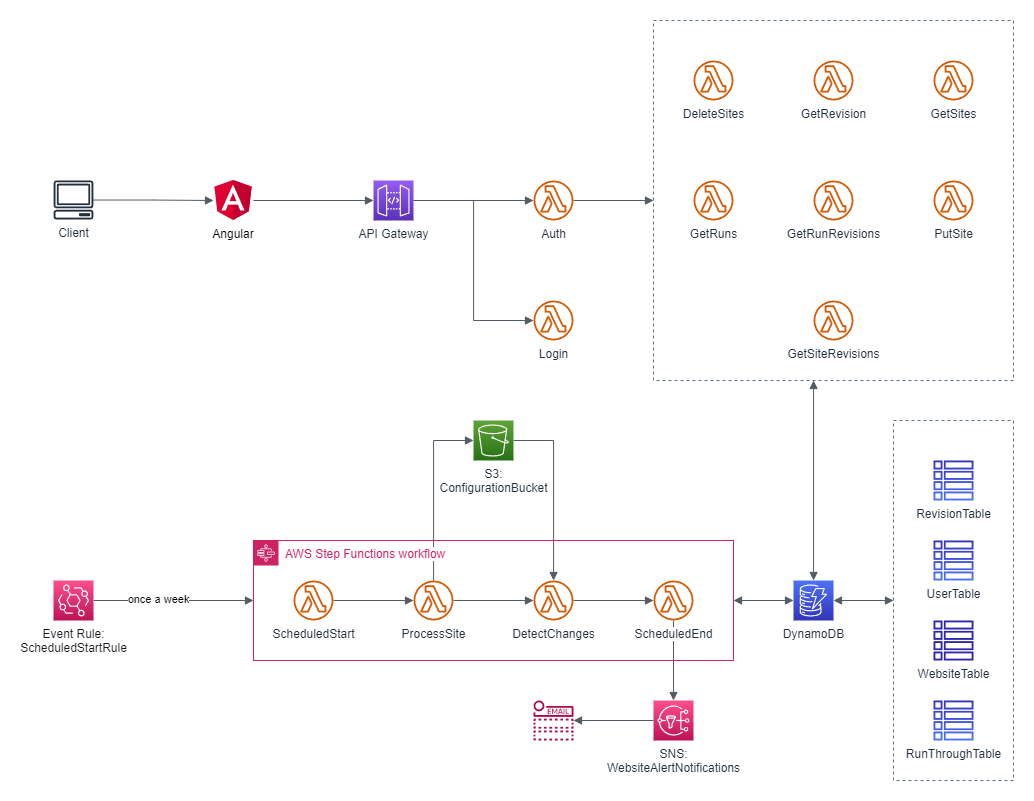 DeleteSites
GetRevision
GetSites
Client
Angular
API Gateway
Auth
GetRuns
GetRunRevisions
PutSite
Login
GetSiteRevisions
S3:
ConfigurationBucket
AWS Step Functions workflow
once a week
Event Rule:
ScheduledStartRule
ScheduledStart
ProcessSite
DetectChanges
ScheduledEnd
DynamoDB
RevisionTable
UserTable
WebsiteTable
RunThroughTable
EMAIL
SNS:
WebsiteAlertNotifications